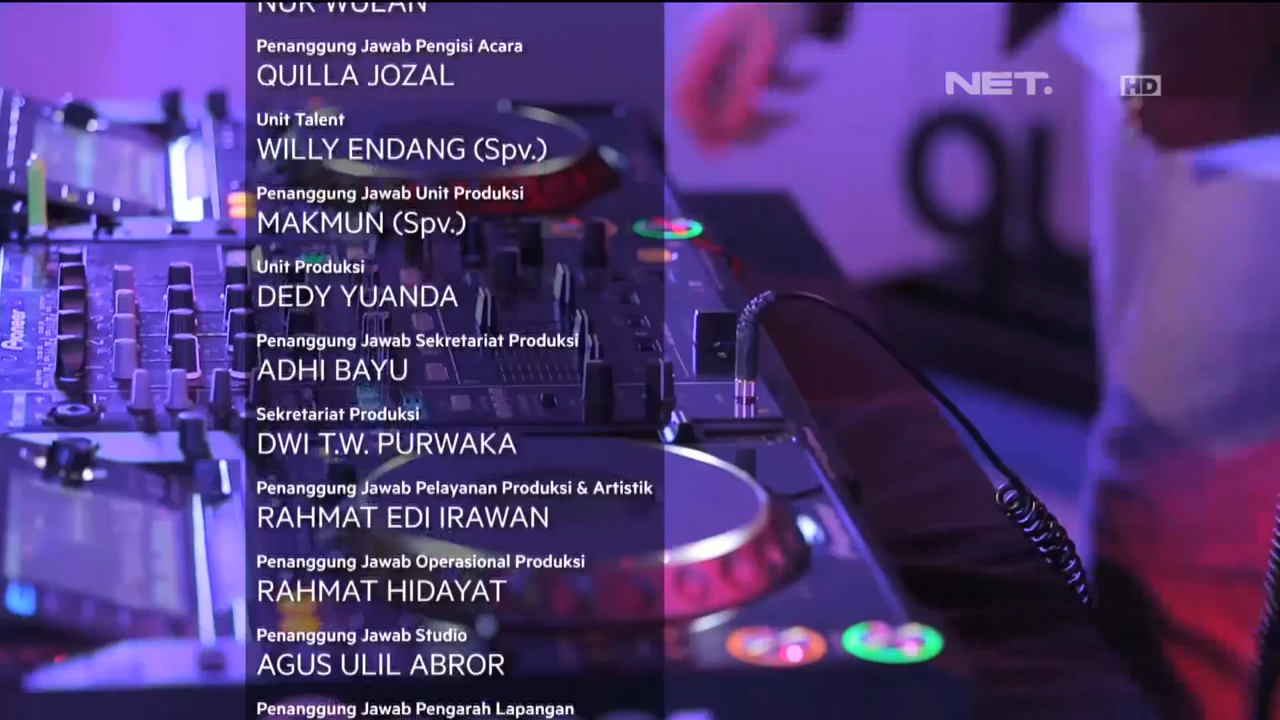 NUR WULAN
Penanggung Jawab Pengisi Acara
QUILLA JOZAL
Unit Talent
WILLY ENDANG (Spv.)
Penanggung Jawab Unit Produksi
MAKMUN (Spv.)
Unit Produksi
DEDY YUANDA
Penanggung Jawab Sekretariat Produksi
ADHI BAYU
Sekretariat Produksi
DWI T.W. PURWAKA
Penanggung Jawab Pelayanan Produksi & Artistik
RAHMAT EDI IRAWAN
Penanggung Jawab Operasional Produksi
RAHMAT HIDAYAT
Penanggung Jawab Studio
AGUS ULIL ABROR
Penanggung Jawab Pengarah Lapangan
NET.
HD
Pioneer